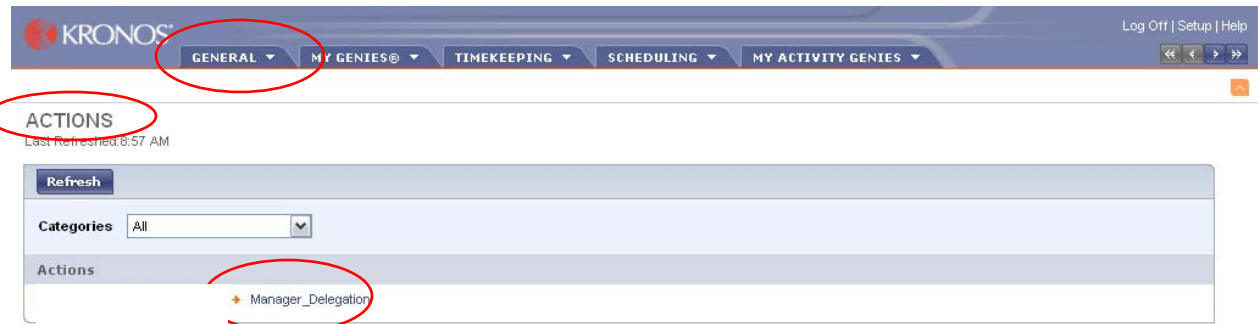 KRONOS®
Log Off | Setup | Help
GENERAL MY GENIES® TIMEKEEPING SCHEDULING MY ACTIVITY GENIES
ACTIONS
Last Refreshed:8:57 AM
Refresh
Categories All
Actions
Manager_Delegation